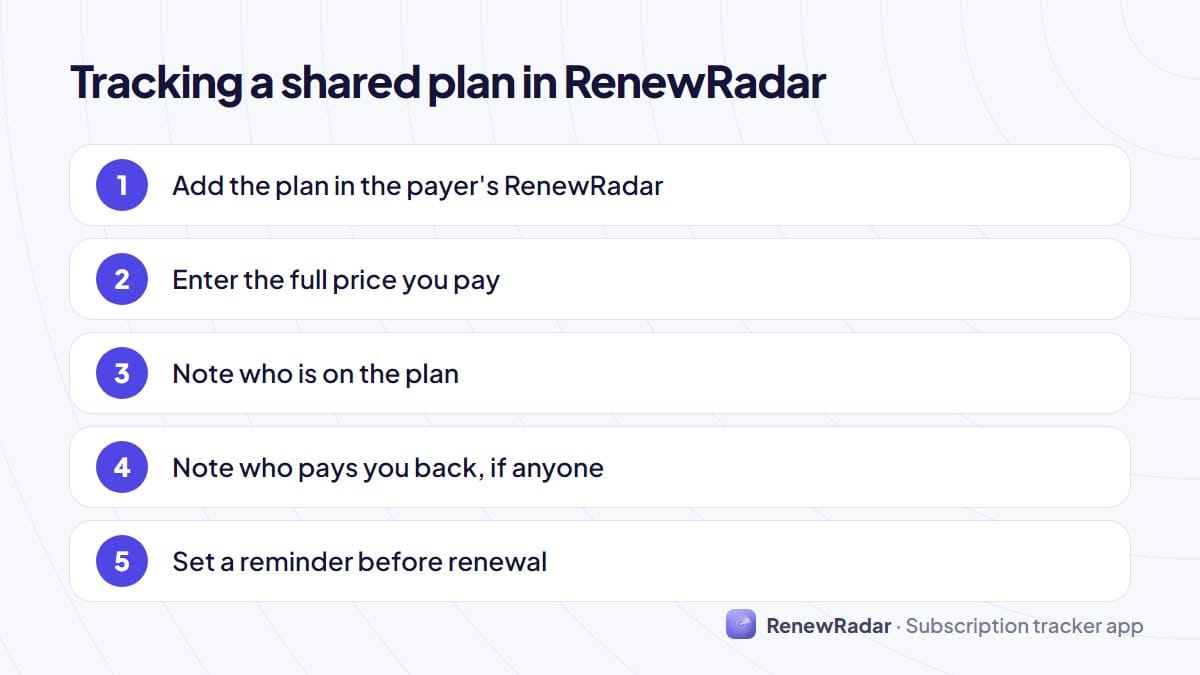 Tracking a shared plan in RenewRadar
1 Add the plan in the payer's RenewRadar
2 Enter the full price you pay
3 Note who is on the plan
4 Note who pays you back, if anyone
5 Set a reminder before renewal
RenewRadar · Subscription tracker app